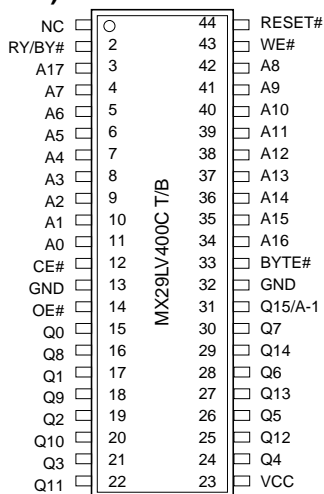 NC 44 RESET#
RY/BY# 2 43 WE#
A17 3 42 A8
A7 4 41 A9
A6 5 40 A10
A5 6 39 A11
A4 7 38 A12
A3 8 37 A13
A2 9 36 A14
A1 10 35 A15
A0 11 34 A16
CE# 12 33 BYTE#
GND 13 32 GND
OE# 14 31 Q15/A-1
Q0 15 30 Q7
Q8 16 29 Q14
Q1 17 28 Q6
Q9 18 27 Q13
Q2 19 26 Q5
Q10 20 25 Q12
Q3 21 24 Q4
Q11 22 23 VCC
MX29LV400C T/B